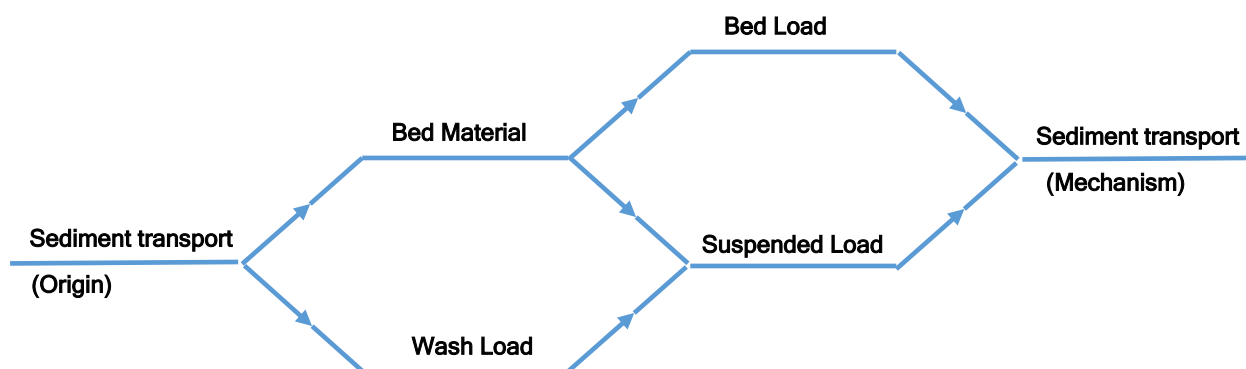 Bed Load
Bed Material
Sediment transport
(Mechanism)
Sediment transport
(Origin)
Suspended Load
Wash Load